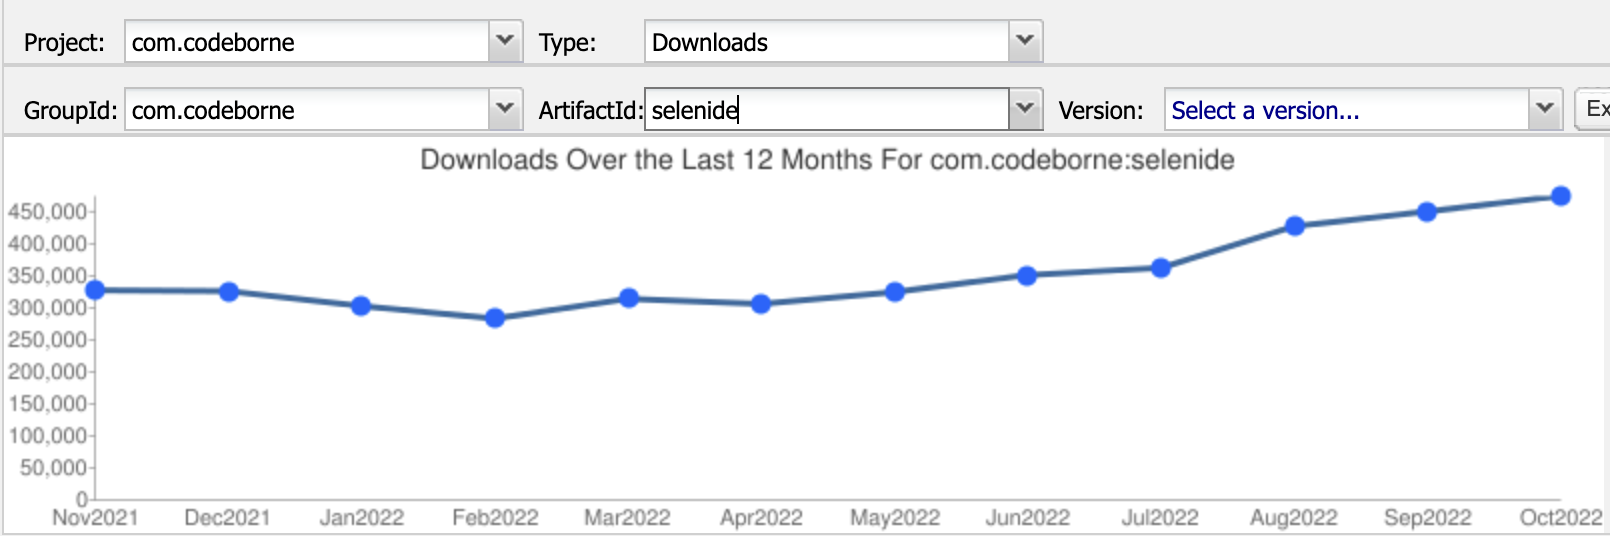 Project: com.codeborne Type: Downloads
GroupId: com.codeborne ArtifactId: selenide Version: Select a version... Ex
Downloads Over the Last 12 Months For com.codeborne:selenide
450,000
400,000
350,000
300,000
250,000
200,000
150,000
100,000
50,000
0
Nov2021 Dec2021 Jan2022 Feb2022 Mar2022 Apr2022 May2022 Jun2022 Jul2022 Aug2022 Sep2022 Oct2022